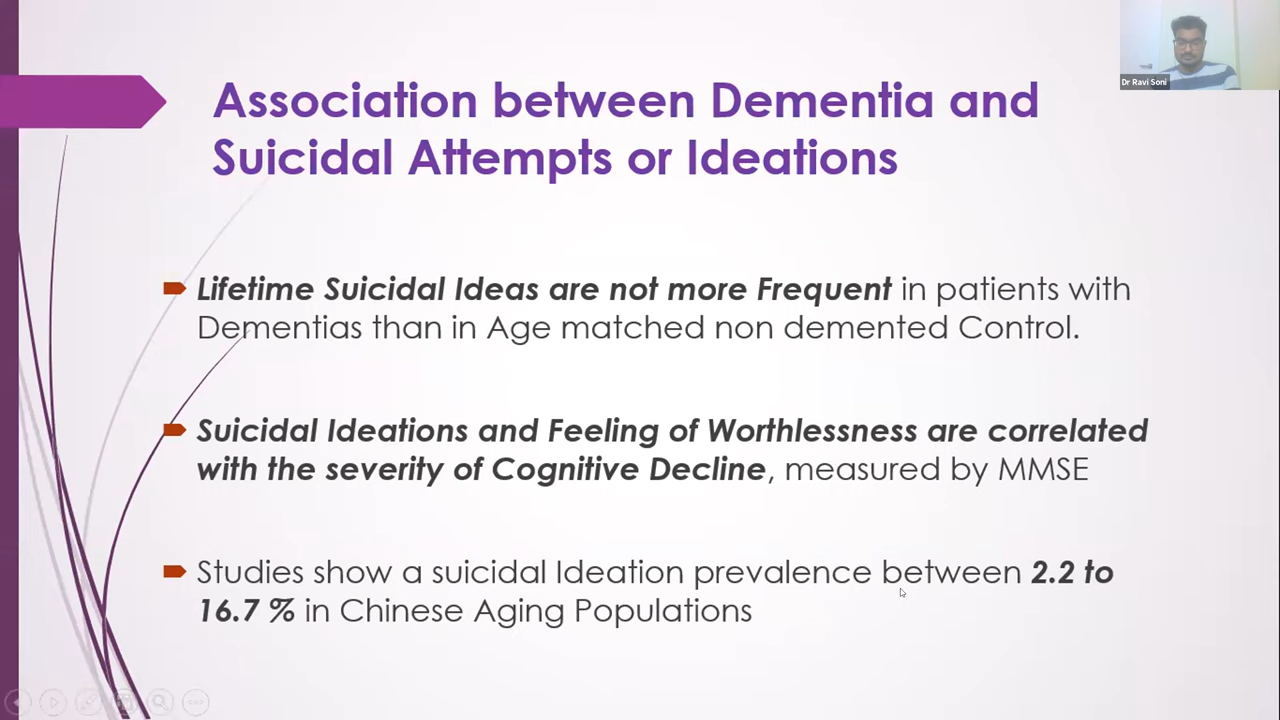 Dr Ravi Soni
Association between Dementia and
Suicidal Attempts or Ideations
Lifetime Suicidal Ideas are not more Frequent in patients with
Dementias than in Age matched non demented Control.
Suicidal Ideations and Feeling of Worthlessness are correlated
with the severity of Cognitive Decline, measured by MMSE
Studies show a suicidal Ideation prevalence between 2.2 to
16.7 % in Chinese Aging Populations